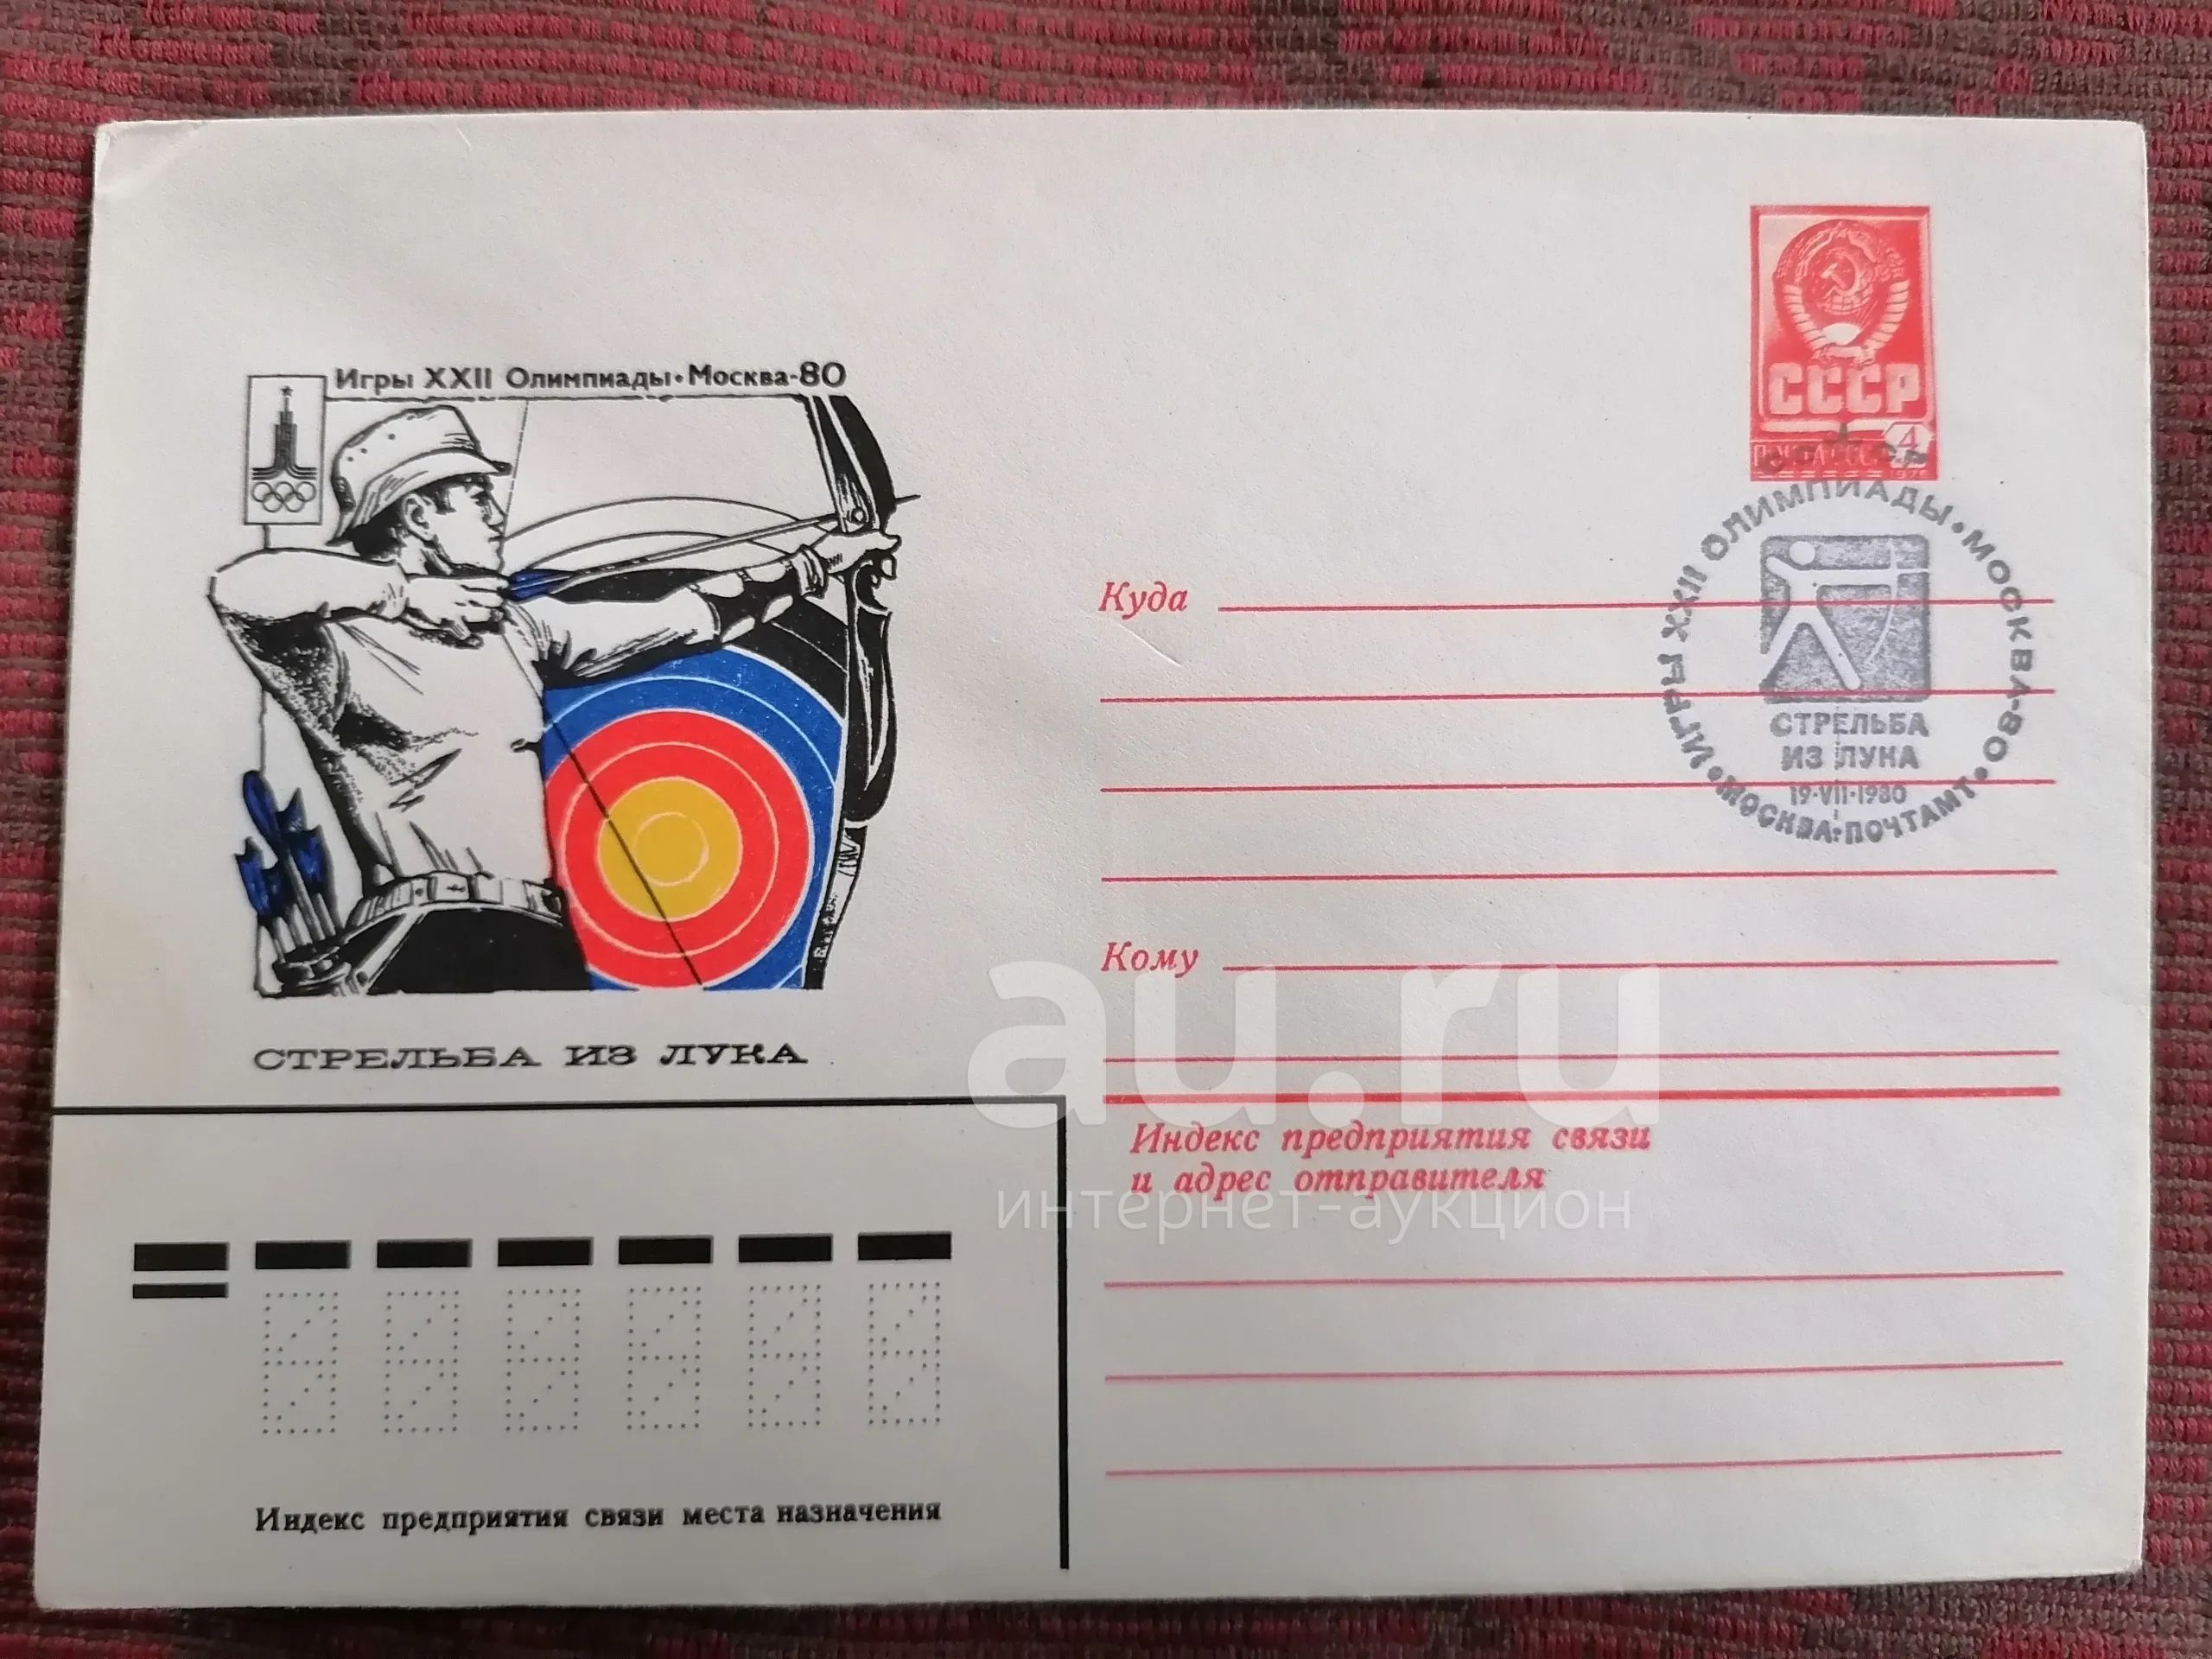 Игры XXII Олимпиады•Москва-80
СТРЕЛЬБА ИЗ ЛУКА
СССР
4
Куда
ИГРЫ XXII ОЛИМПИАДЫ•МОСКВА-80
СТРЕЛЬБА
ИЗ ЛУКА
19-VII-1980
МОСКВА•ПОЧТАМТ
Кому
au.ru
интернет-аукцион
Индекс предприятия связи
и адрес отправителя
Индекс предприятия связи места назначения